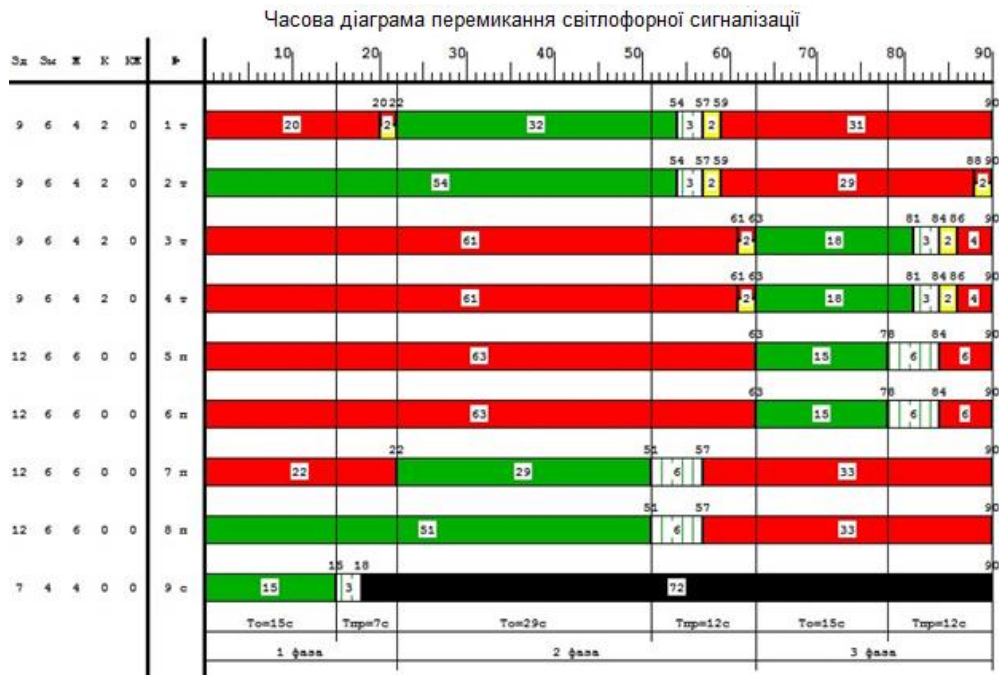 Часова діаграма перемикання світлофорної сигналізації
10 20 30 40 50 60 70 80 90
Зд Зм Ж К КЖ №
20 22 54 57 59 90
9 6 4 2 0 1 т 20 2 32 3 2 31
54 57 59 88 90
9 6 4 2 0 2 т 54 3 2 29 2
61 63 81 84 86 90
9 6 4 2 0 3 т 61 2 18 3 2 4
61 63 81 84 86 90
9 6 4 2 0 4 т 61 2 18 3 2 4
63 78 84 90
12 6 6 0 0 5 п 63 15 6 6
63 78 84 90
12 6 6 0 0 6 п 63 15 6 6
22 51 57 90
12 6 6 0 0 7 п 22 29 6 33
51 57 90
12 6 6 0 0 8 п 51 6 33
15 18 90
7 4 4 0 0 9 с 15 3 72
То=15с Тпр=7с То=29с Тпр=12с То=15с Тпр=12с
1 фаза 2 фаза 3 фаза